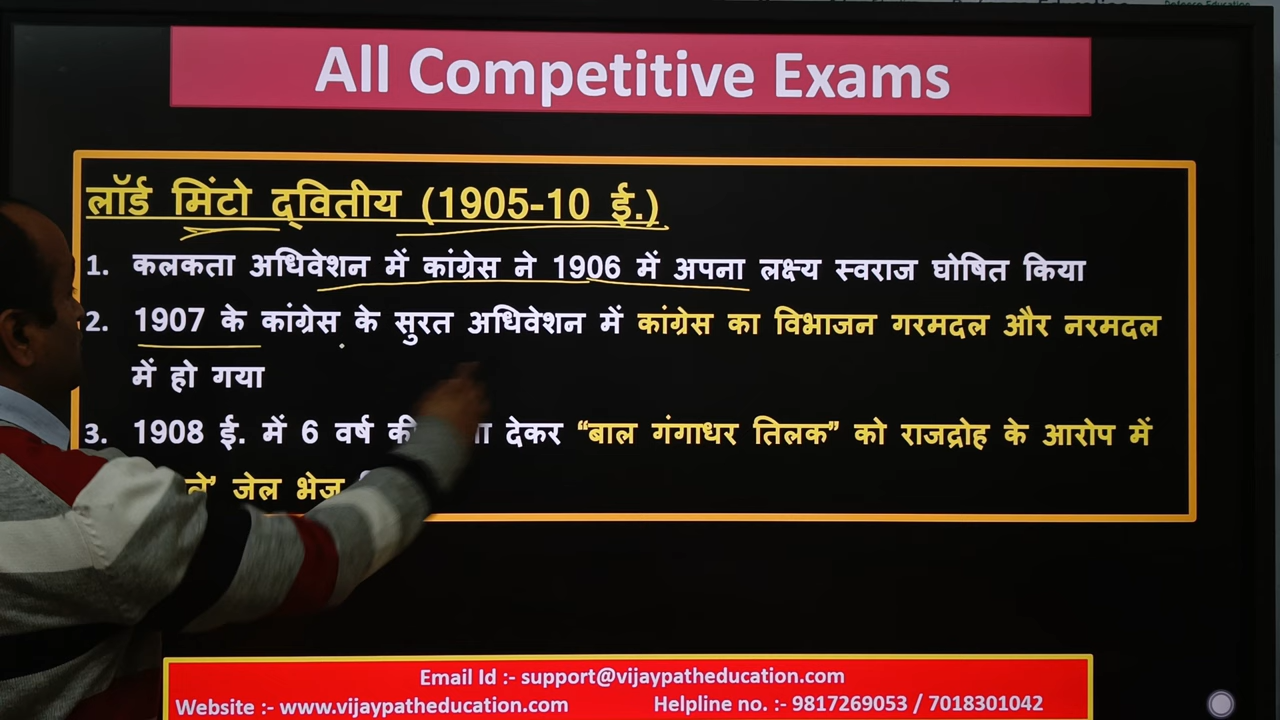 All Competitive Exams
लॉर्ड मिंटो द्वितीय (1905-10 ई.)
1. कलकता अधिवेशन में कांग्रेस ने 1906 में अपना लक्ष्य स्वराज घोषित किया
2. 1907 के कांग्रेस के सुरत अधिवेशन में कांग्रेस का विभाजन गरमदल और नरमदल
में हो गया
3. 1908 ई. में 6 वर्ष की देकर “बाल गंगाधर तिलक” को राजद्रोह के आरोप में
जेल भेज
Email Id :- support@vijaypatheducation.com
Website :- www.vijaypatheducation.com Helpline no. :- 9817269053 / 7018301042